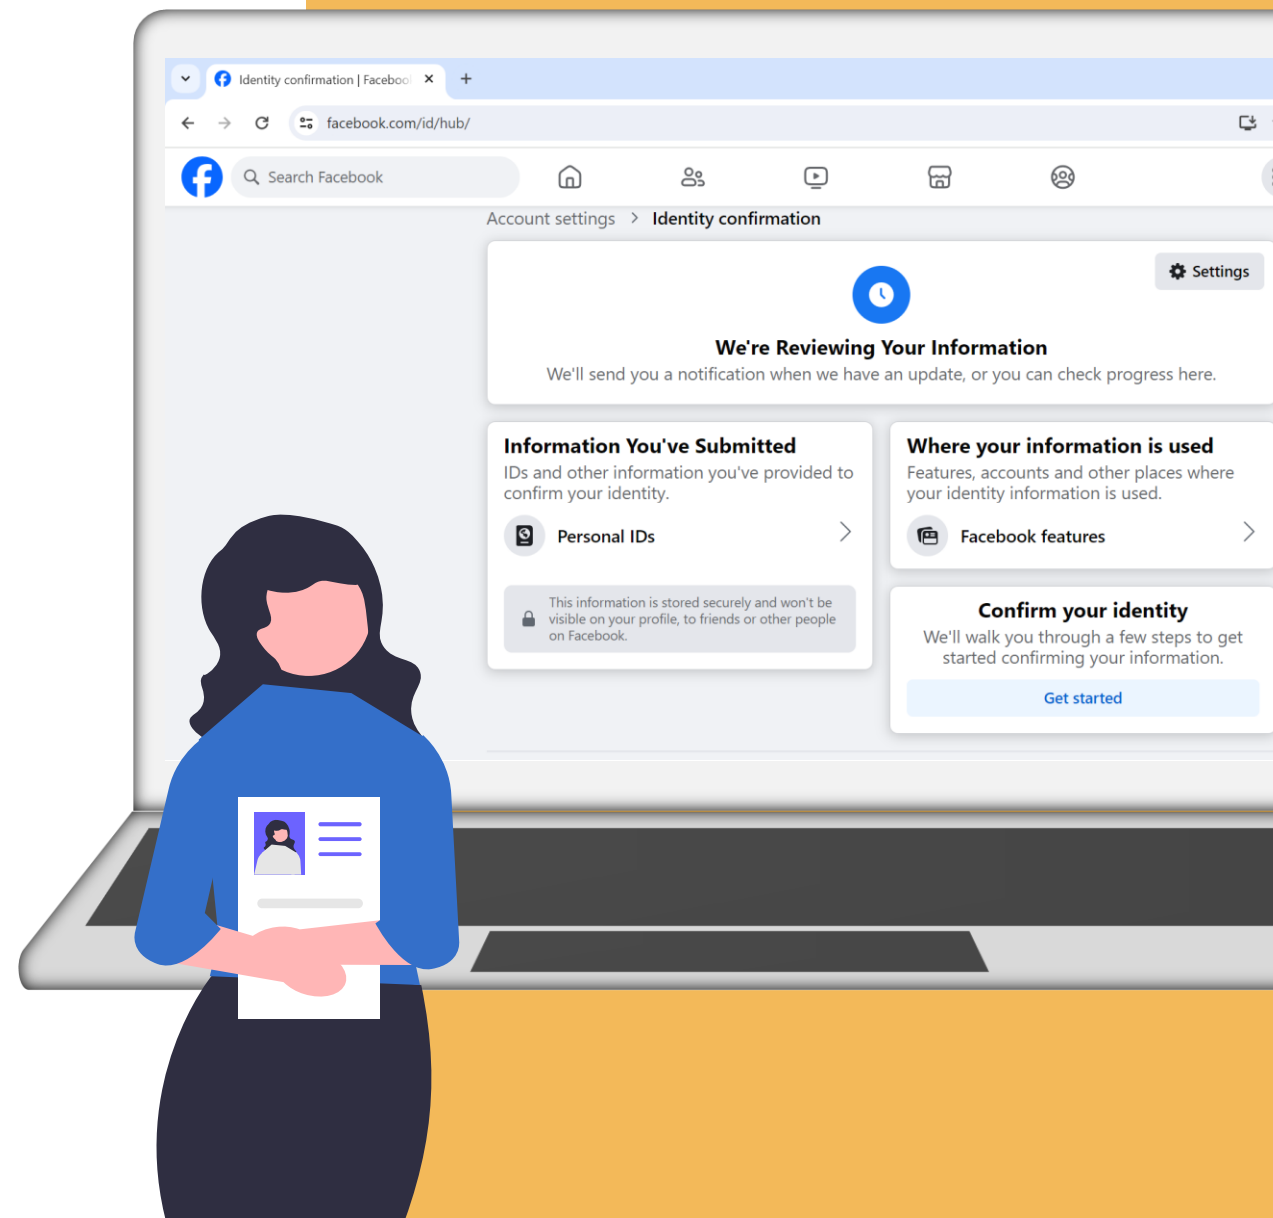 Identity confirmation | Faceboo
facebook.com/id/hub/
Search Facebook
Account settings > Identity confirmation
Settings
We're Reviewing Your Information
We'll send you a notification when we have an update, or you can check progress here.
Information You've Submitted
IDs and other information you've provided to
confirm your identity.
Personal IDs
This information is stored securely and won't be
visible on your profile, to friends or other people
on Facebook.
Where your information is used
Features, accounts and other places where
your identity information is used.
Facebook features
Confirm your identity
We'll walk you through a few steps to get
started confirming your information.
Get started